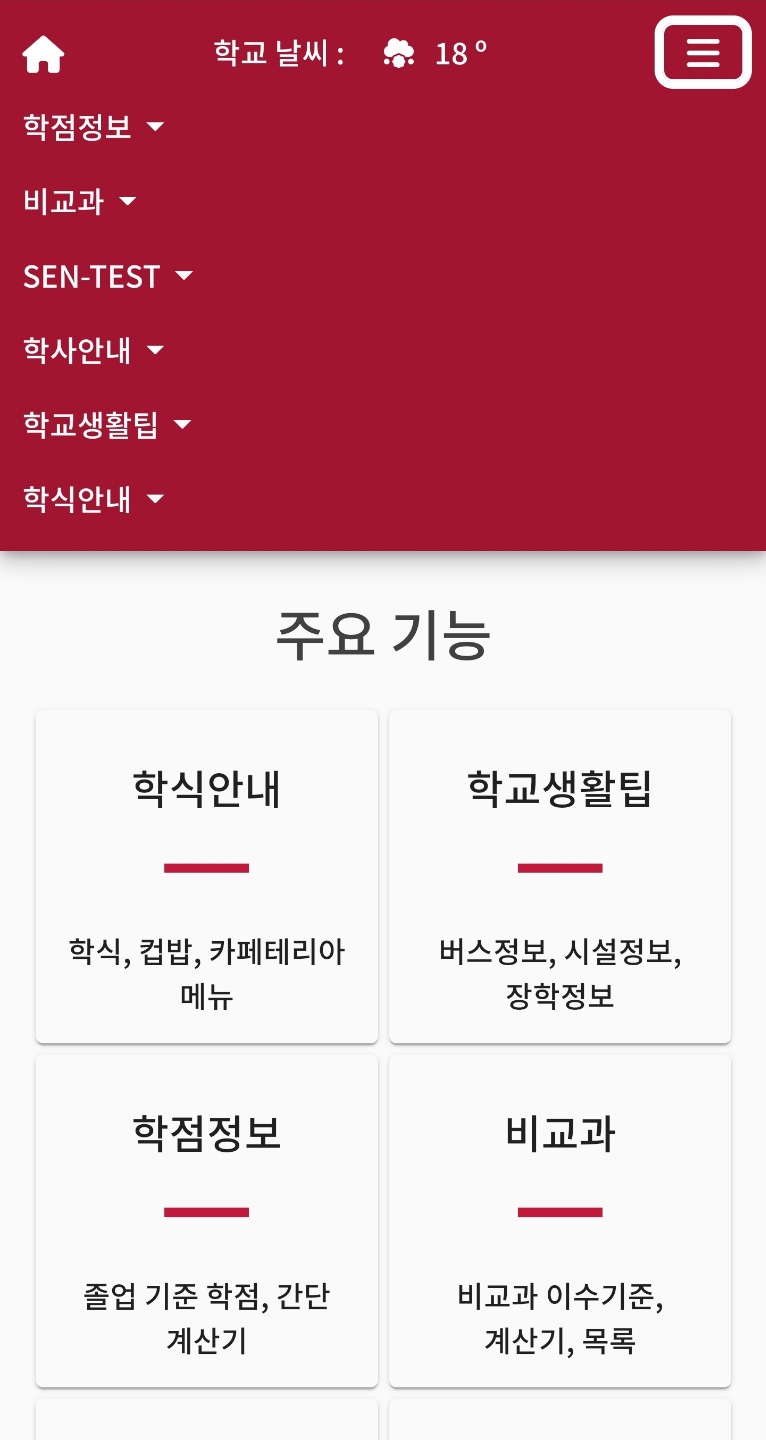 학교 날씨 : 18 º
학점정보
비교과
SEN-TEST
학사안내
학교생활팁
학식안내
주요 기능
학식안내
학식, 컵밥, 카페테리아
메뉴
학교생활팁
버스정보, 시설정보,
장학정보
학점정보
졸업 기준 학점, 간단
계산기
비교과
비교과 이수기준,
계산기, 목록